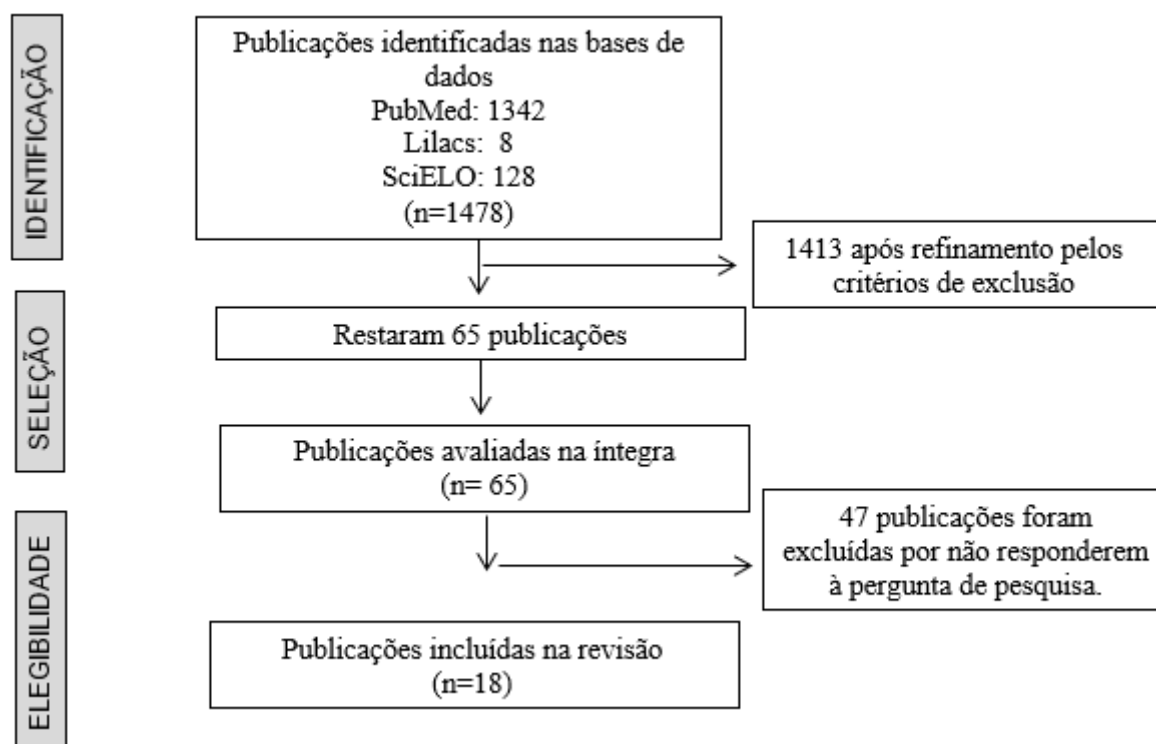 IDENTIFICAÇÃO
Publicações identificadas nas bases de
dados
PubMed: 1342
Lilacs: 8
SciELO: 128
(n=1478)
1413 após refinamento pelos
critérios de exclusão
SELEÇÃO
Restaram 65 publicações
Publicações avaliadas na íntegra
(n= 65)
ELEGIBILIDADE
47 publicações foram
excluídas por não responderem
à pergunta de pesquisa.
Publicações incluídas na revisão
(n=18)